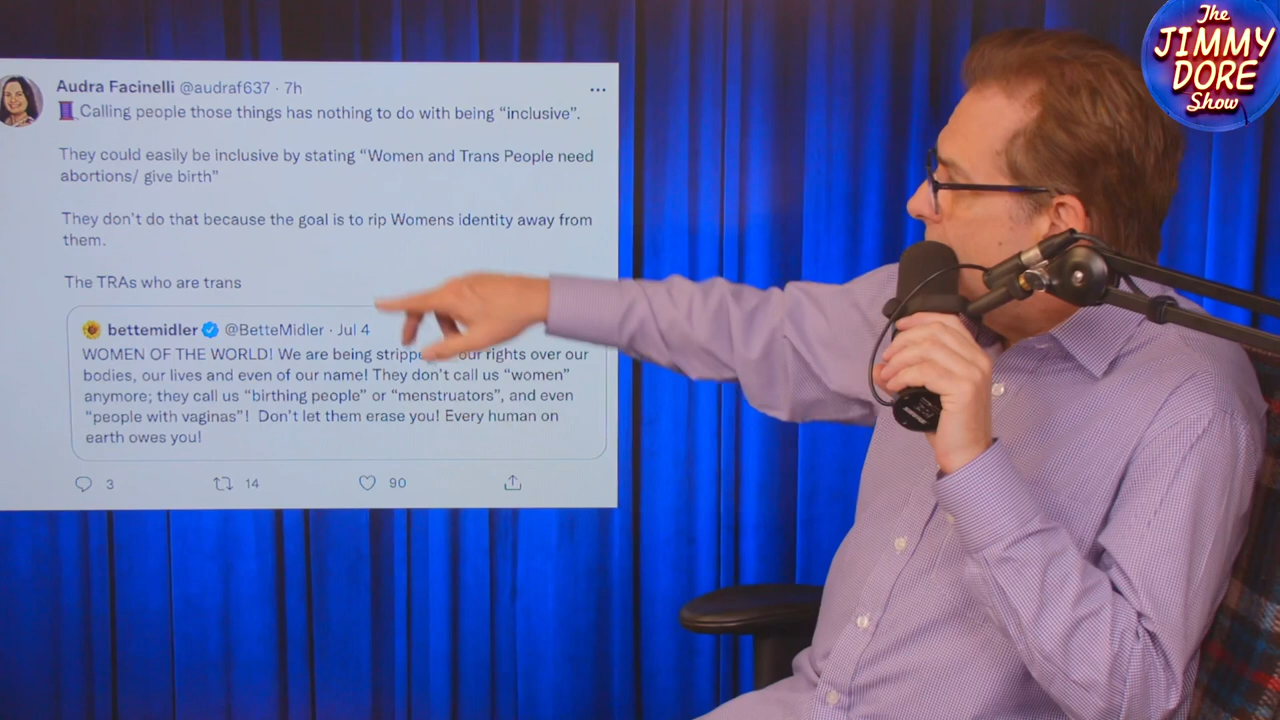 The
JIMMY
DORE
Show
Audra Facinelli @audraf637 · 7h
Calling people those things has nothing to do with being “inclusive”.
They could easily be inclusive by stating “Women and Trans People need
abortions/ give birth”
They don't do that because the goal is to rip Womens identity away from
them.
The TRAs who are trans
bettemidler @BetteMidler · Jul 4
WOMEN OF THE WORLD! We are being our rights over our
bodies, our lives and even of our name! They don't call us “women”
anymore; they call us “birthing people” or “menstruators”, and even
“people with vaginas”! Don't let them erase you! Every human on
earth owes you!
3
14
90